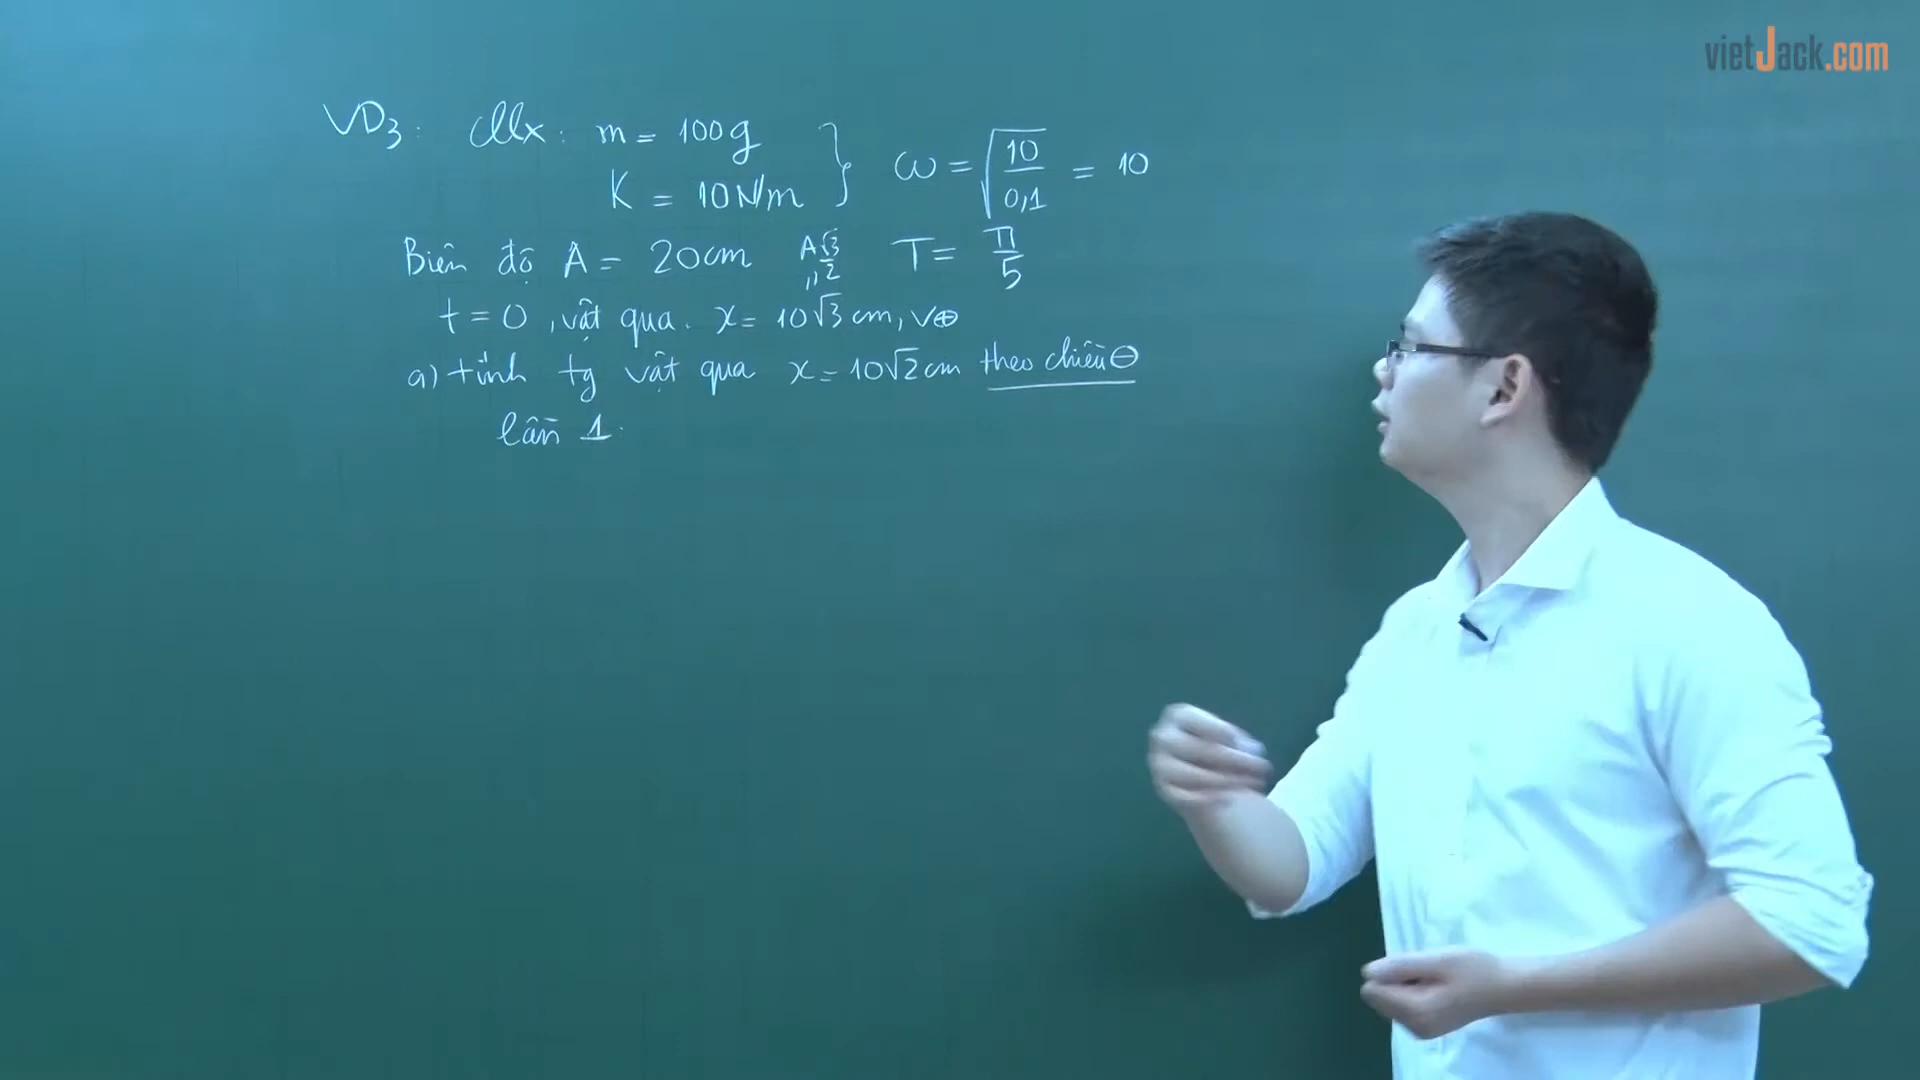 vietJack.com
VD3: CLLx: m = 100g } ω = √(10/0,1) = 10
K = 10N/m
Biên độ A = 20cm A√3/2 T = π/5
t = 0, vật qua. x = 10√3 cm, v⊕
a) tính tg vật qua x = 10√2 cm theo chiều ⊖
lần 1.